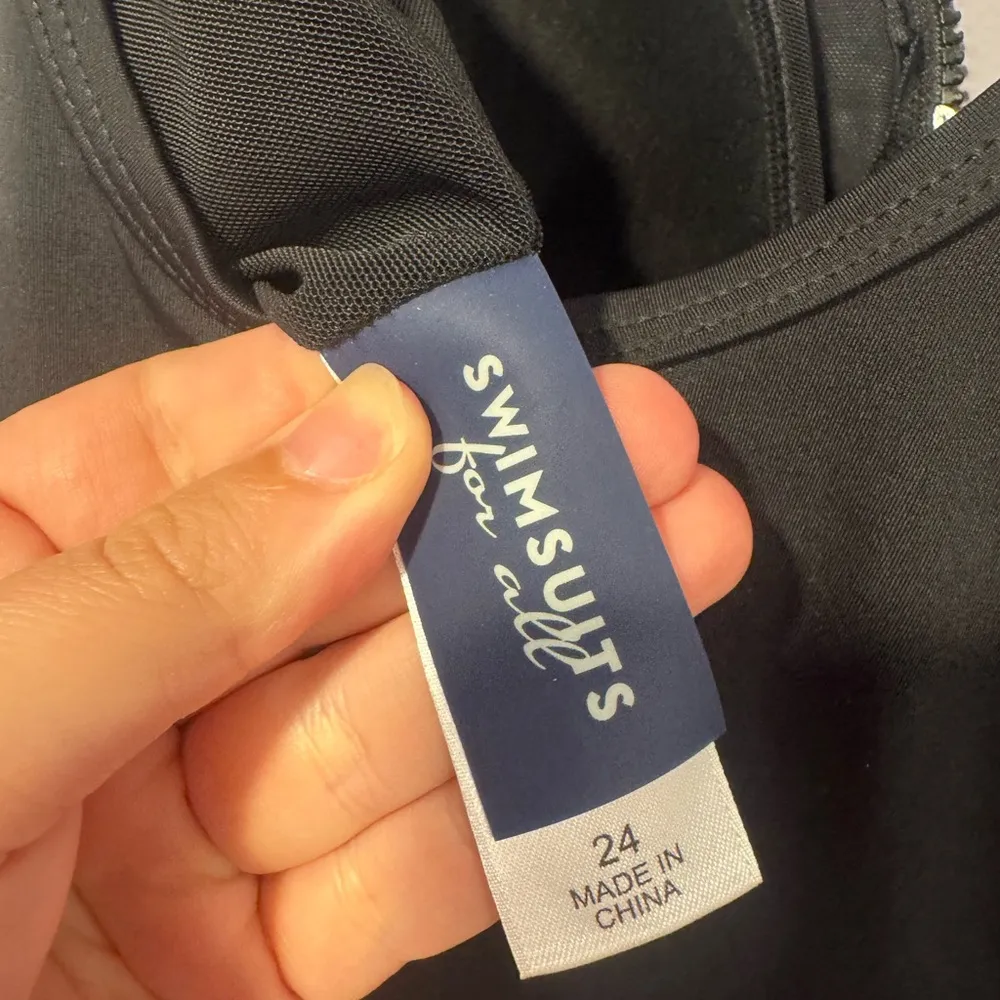 SWIMSUITS
for all
24
MADE IN
CHINA